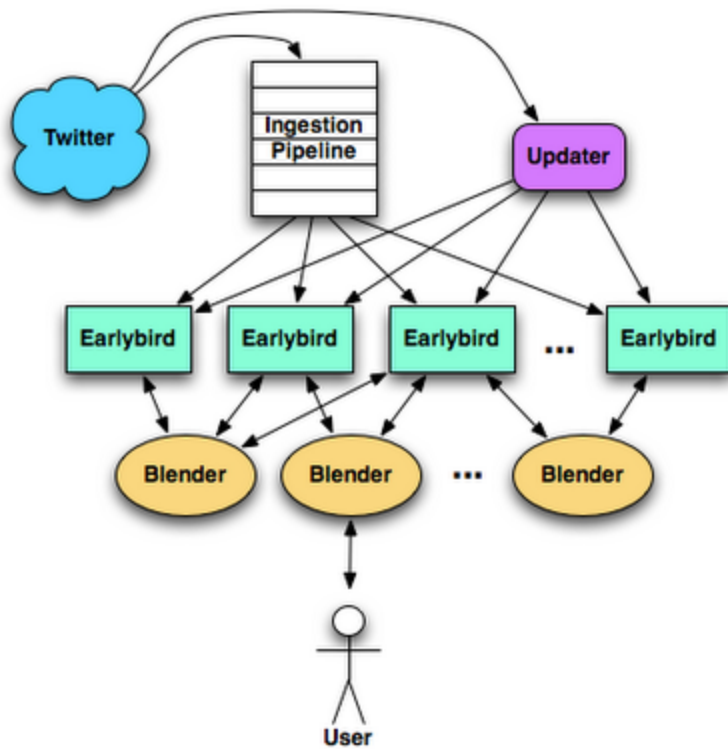 Twitter
Ingestion
Pipeline
Updater
Earlybird
Earlybird
Earlybird
...
Earlybird
Blender
Blender
...
Blender
User